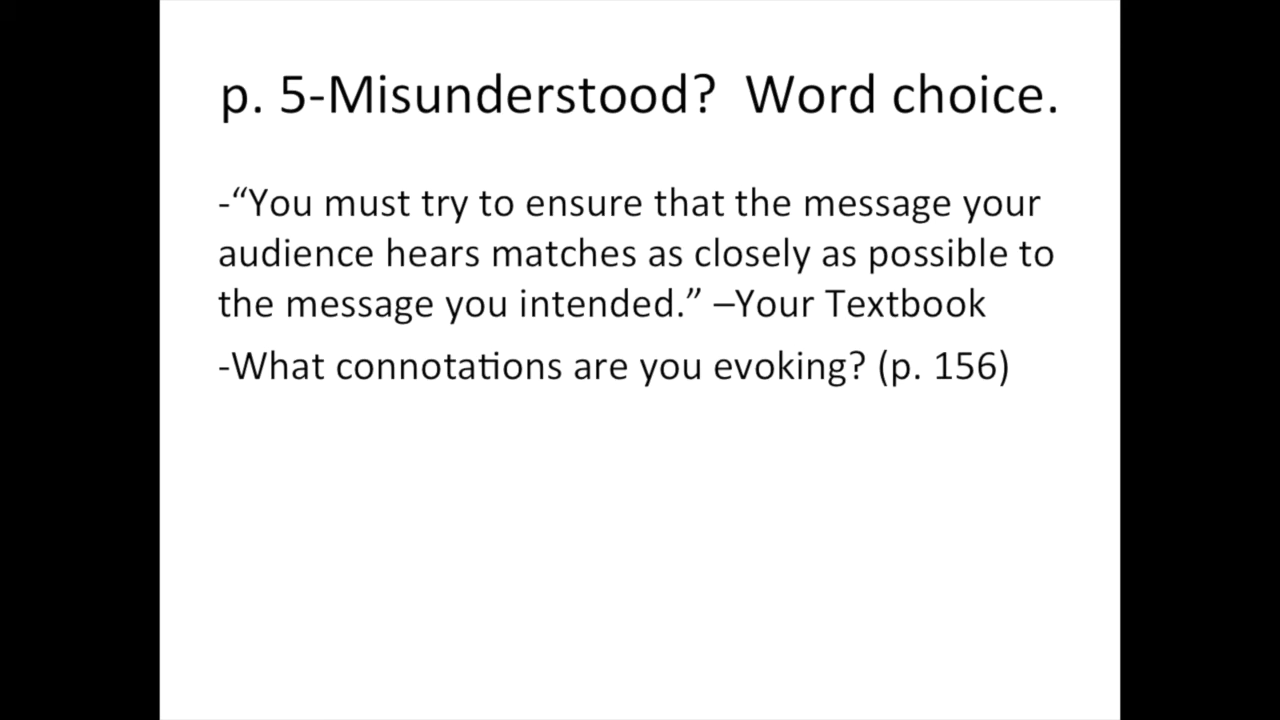 p. 5-Misunderstood?  Word choice.
-“You must try to ensure that the message your
audience hears matches as closely as possible to
the message you intended.” –Your Textbook
-What connotations are you evoking? (p. 156)